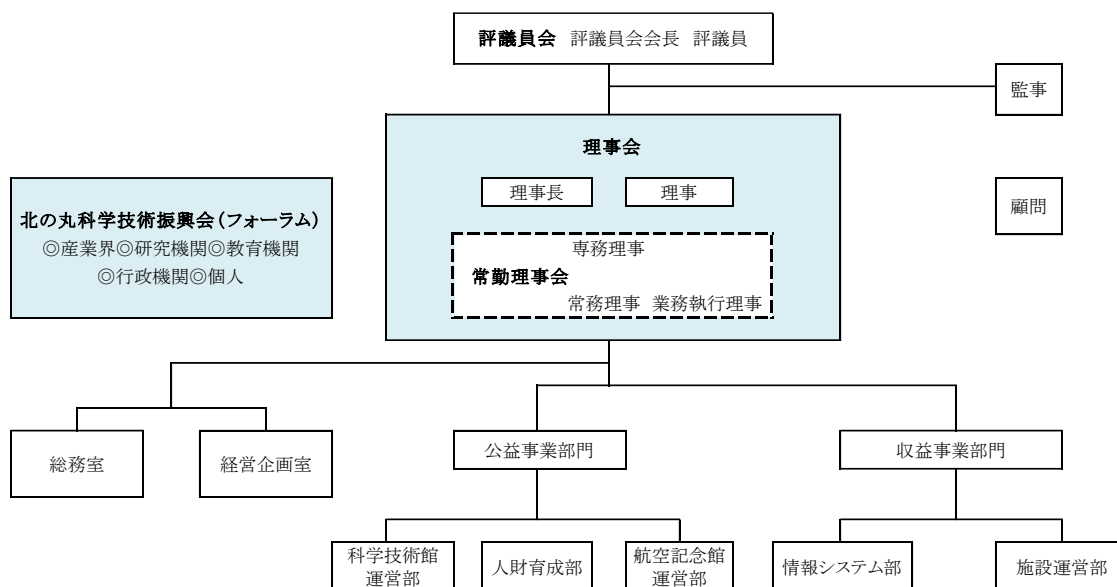 評議員会 評議員会会長 評議員
監事
理事会
理事長 理事
顧問
北の丸科学技術振興会(フォーラム)
◎産業界◎研究機関◎教育機関
◎行政機関◎個人
専務理事
常勤理事会
常務理事 業務執行理事
総務室
経営企画室
公益事業部門
収益事業部門
科学技術館
運営部
人財育成部
航空記念館
運営部
情報システム部
施設運営部